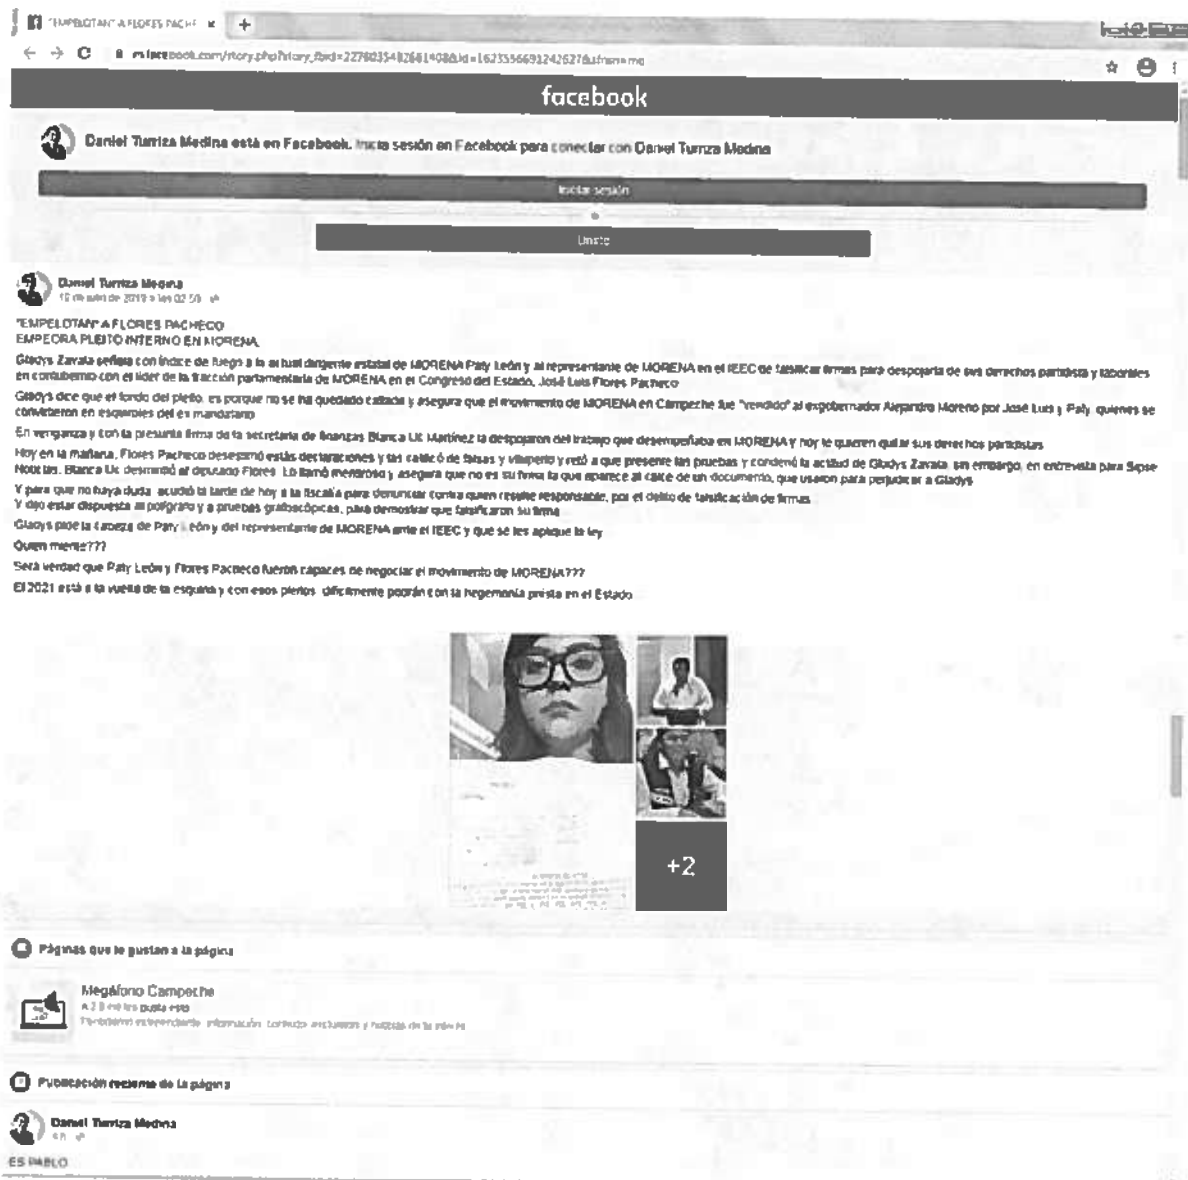 "EMPELOTAN" A FLORES PACHE
facebook
Daniel Turriza Medina está en Facebook. Inicia sesión en Facebook para conectar con Daniel Turriza Medina
Iniciar sesión
o
Unirte
Daniel Turriza Medina
"EMPELOTAN" A FLORES PACHECO
EMPEORA PLEITO INTERNO EN MORENA.
Gladys Zavala señala con índice de fuego a la actual dirigente estatal de MORENA Paty León y al representante de MORENA en el IEEC de falsificar firmas para despojarla de sus derechos partidista y laborales
en contubernio con el líder de la fracción parlamentaria de MORENA en el Congreso del Estado, José Luis Flores Pacheco
Gladys dice que el fondo del pleito, es porque no se ha quedado callada y asegura que el movimiento de MORENA en Campeche fue "vendido" al exgobernador Alejandro Moreno por José Luis y Paty, quienes se
convirtieron en esquiroles del ex mandatario
En venganza y con la presunta firma de la secretaria de finanzas Blanca Uc Martínez la despojaron del trabajo que desempeñaba en MORENA y hoy le quieren quitar sus derechos partidistas
Hoy en la mañana, Flores Pacheco desestimó estás declaraciones y las calificó de falsas y vituperio y retó a que presente las pruebas y condenó la actitud de Gladys Zavala, sin embargo, en entrevista para Sipse
Noticias, Blanca Uc desmintió al diputado Flores. Lo llamó mentiroso y asegura que no es su firma la que aparece al calce de un documento, que usaron para perjudicar a Gladys
Y para que no haya duda, acudió la tarde de hoy a la fiscalía para denunciar contra quien resulte responsable, por el delito de falsificación de firmas
Y dijo estar dispuesta al polígrafo y a pruebas grafoscópicas, para demostrar que falsificaron su firma
Gladys pide la cabeza de Paty León y del representante de MORENA ante el IEEC y que se les aplique la ley
Quien miente???
Será verdad que Paty León y Flores Pacheco fueron capaces de negociar el movimiento de MORENA???
El 2021 está a la vuelta de la esquina y con esos pleitos, difícilmente podrán con la hegemonía priista en el Estado
+2
Páginas que le gustan a la página
Megáfono Campeche
gusta esto
Publicación reciente de la página
Daniel Turriza Medina
ES PABLO